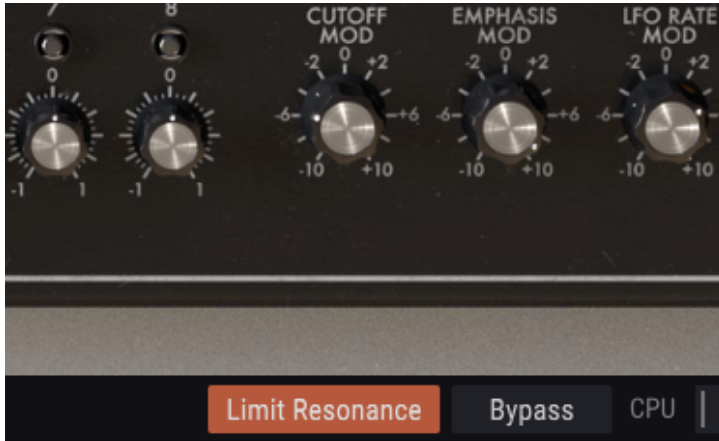 7 8
CUTOFF MOD
EMPHASIS MOD
LFO RATE MOD
0 0
-2 0 +2
-2 0 +2
-2 0 +2
-6 +6
-6 +6
-6
-1 1 -1 1
-10 +10
-10 +10
-10 +10
Limit Resonance Bypass CPU